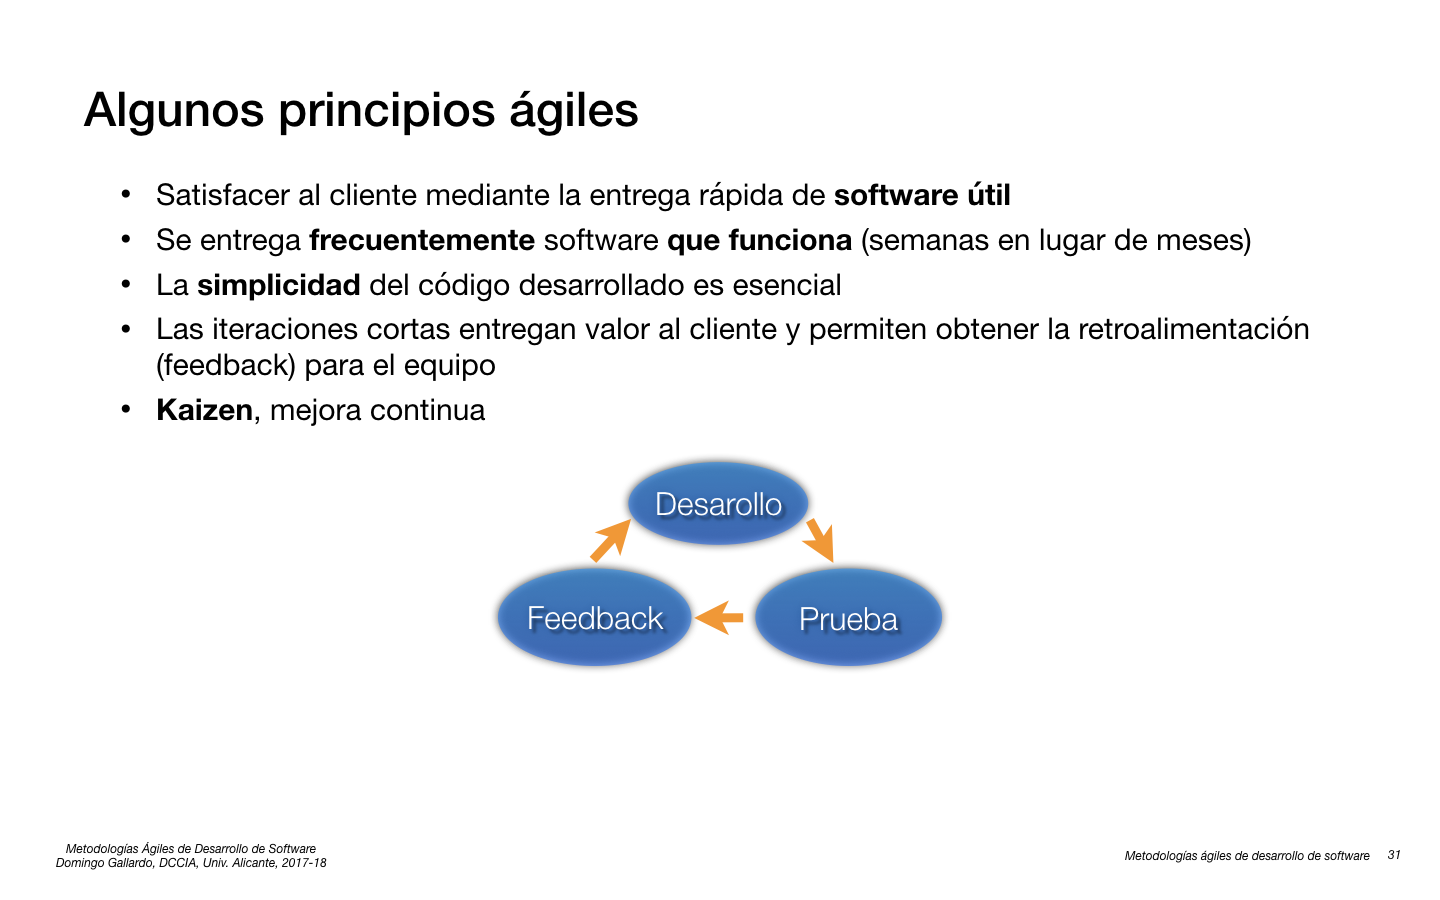 Algunos principios ágiles
• Satisfacer al cliente mediante la entrega rápida de software útil
• Se entrega frecuentemente software que funciona (semanas en lugar de meses)
• La simplicidad del código desarrollado es esencial
• Las iteraciones cortas entregan valor al cliente y permiten obtener la retroalimentación
(feedback) para el equipo
• Kaizen, mejora continua
Desarollo
Feedback
Prueba
Metodologías Ágiles de Desarrollo de Software
Domingo Gallardo, DCCIA, Univ. Alicante, 2017-18
Metodologías ágiles de desarrollo de software 31